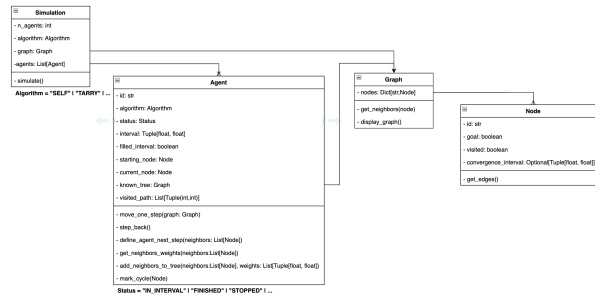 Simulation
- n_agents: int
- algorithm: Algorithm
- graph: Graph
-agents: List[Agent]
- simulate()
Algorithm = "SELF" I "TARRY" I ...
Agent
- id: str
- algorithm: Algorithm
- status: Status
- interval: Tuple[float, float]
- filled_interval: boolean
- starting_node: Node
- current_node: Node
- known_tree: Graph
- visited_path: List[Tuple(int,int)]
- move_one_step(graph: Graph)
- step_back()
- define_agent_next_step(neighbors: List[Node])
- get_neighbors_weights(neighbors:List[Node])
- add_neighbors_to_tree(neighbors:List[Node], weights: List[Tuple[float, float])
- mark_cycle(Node)
Status = "IN_INTERVAL" I "FINISHED" I "STOPPED" I ...
Graph
- nodes: Dict[str,Node]
- get_neighbors(node)
- display_graph()
Node
- id: str
- goal: boolean
- visited: boolean
- convergence_interval: Optional[Tuple[float, float]]
- get_edges()